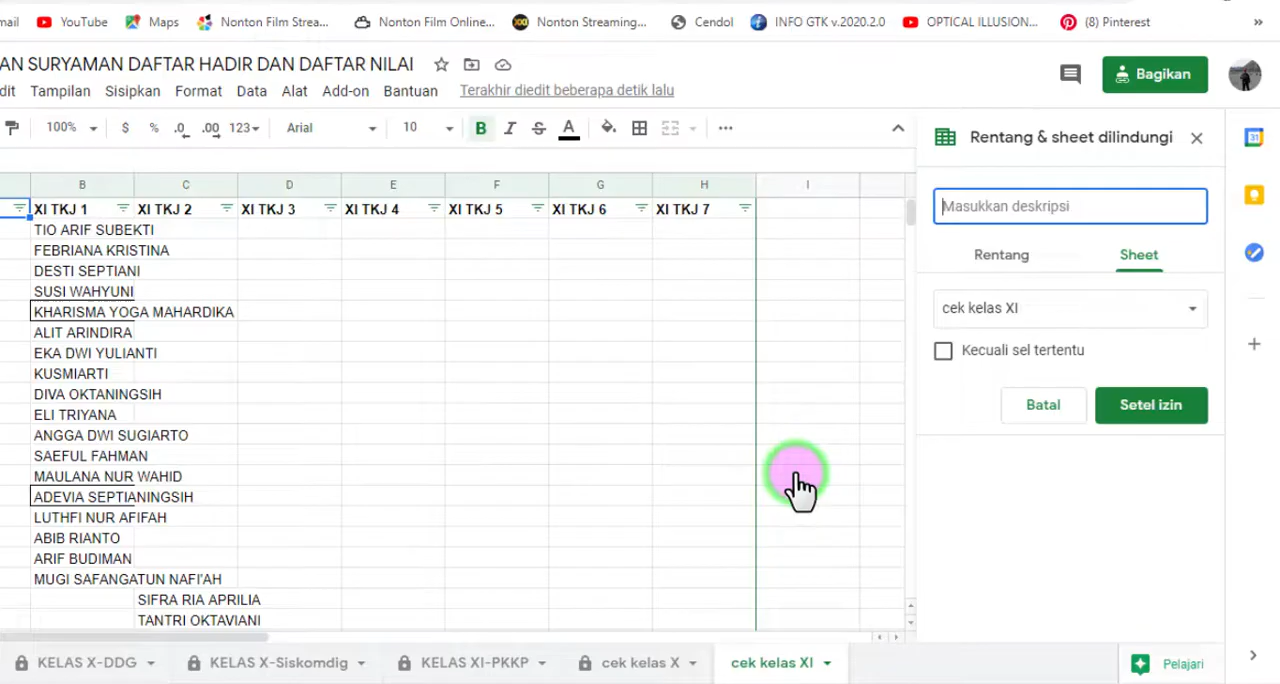 mail YouTube Maps Nonton Film Strea... Nonton Film Online... Nonton Streaming... Cendol INFO GTK v.2020.2.0 OPTICAL ILLUSION... (8) Pinterest »
AN SURYAMAN DAFTAR HADIR DAN DAFTAR NILAI
Bagikan
dit Tampilan Sisipkan Format Data Alat Add-on Bantuan Terakhir diedit beberapa detik lalu
100% $ % .0 .00 123 Arial 10 B I S A ...
Rentang & sheet dilindungi
B C D E F G H I
XI TKJ 1 XI TKJ 2 XI TKJ 3 XI TKJ 4 XI TKJ 5 XI TKJ 6 XI TKJ 7
TIO ARIF SUBEKTI
FEBRIANA KRISTINA
DESTI SEPTIANI
SUSI WAHYUNI
KHARISMA YOGA MAHARDIKA
ALIT ARINDIRA
EKA DWI YULIANTI
KUSMIARTI
DIVA OKTANINGSIH
ELI TRIYANA
ANGGA DWI SUGIARTO
SAEFUL FAHMAN
MAULANA NUR WAHID
ADEVIA SEPTIANINGSIH
LUTHFI NUR AFIFAH
ABIB RIANTO
ARIF BUDIMAN
MUGI SAFANGATUN NAFI'AH
SIFRA RIA APRILIA
TANTRI OKTAVIANI
Masukkan deskripsi
Rentang Sheet
cek kelas XI
Kecuali sel tertentu
Batal Setel izin
31
KELAS X-DDG KELAS X-Siskomdig KELAS XI-PKKP cek kelas X cek kelas XI Pelajari